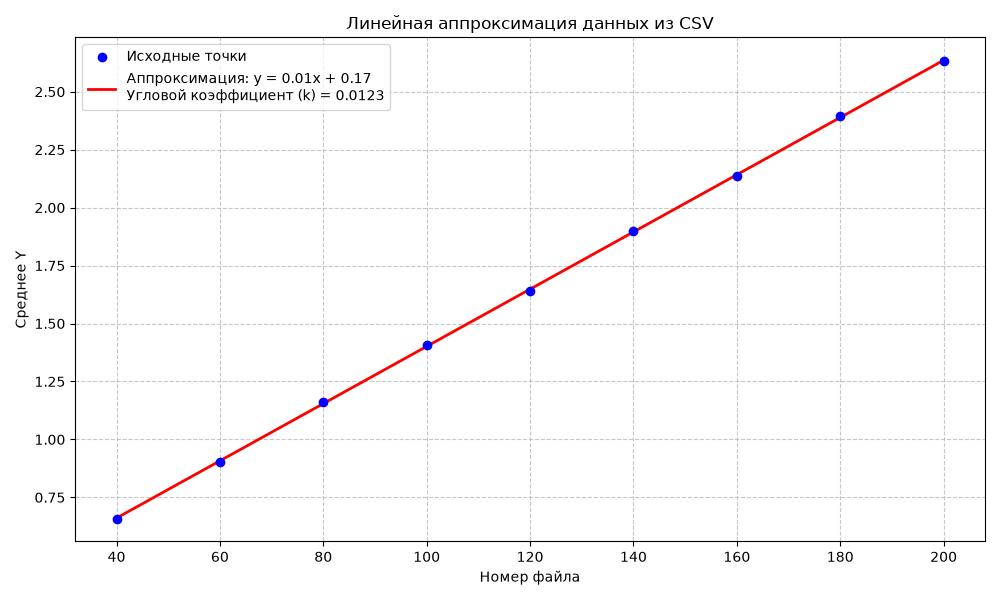 Линейная аппроксимация данных из CSV
Исходные точки
Аппроксимация: y = 0.01x + 0.17
Угловой коэффициент (k) = 0.0123
Среднее Y
2.50
2.25
2.00
1.75
1.50
1.25
1.00
0.75
40 60 80 100 120 140 160 180 200
Номер файла